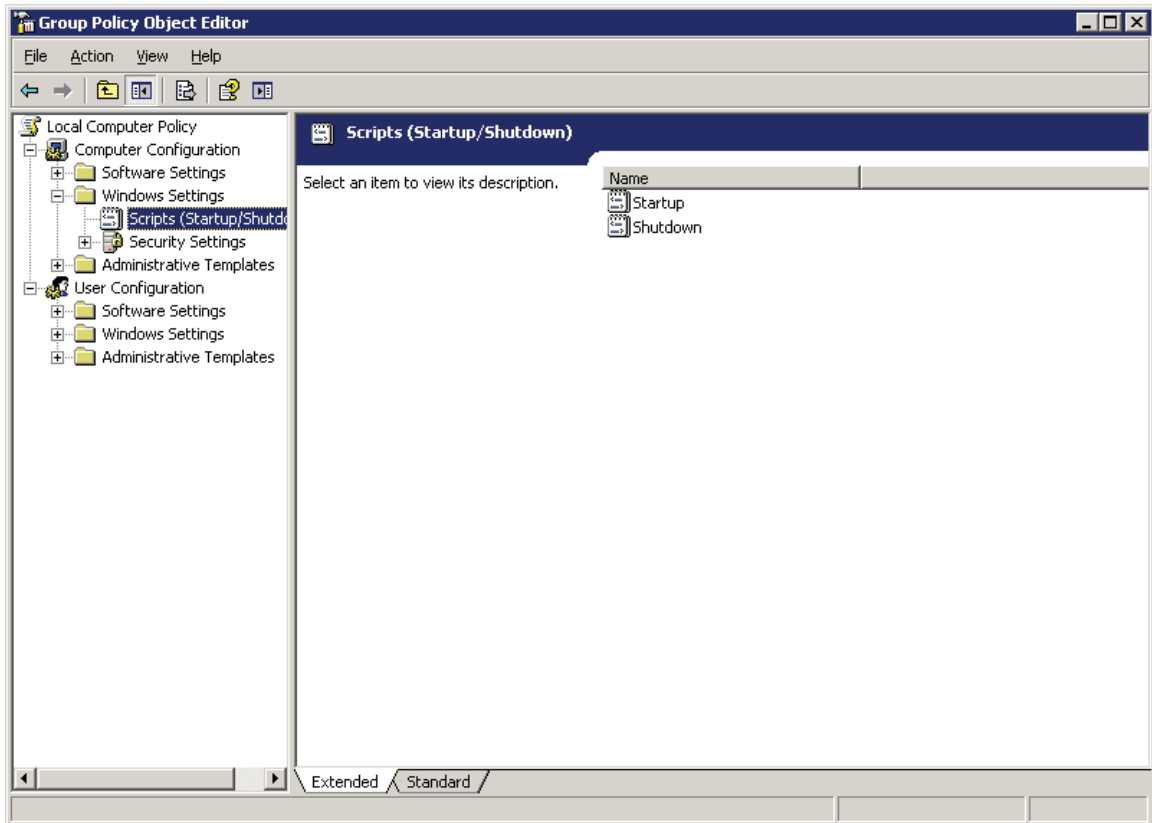 Group Policy Object Editor
File Action View Help
Local Computer Policy
Computer Configuration
Software Settings
Windows Settings
Scripts (Startup/Shutdo
Security Settings
Administrative Templates
User Configuration
Software Settings
Windows Settings
Administrative Templates
Scripts (Startup/Shutdown)
Select an item to view its description.
Name
Startup
Shutdown
Extended Standard